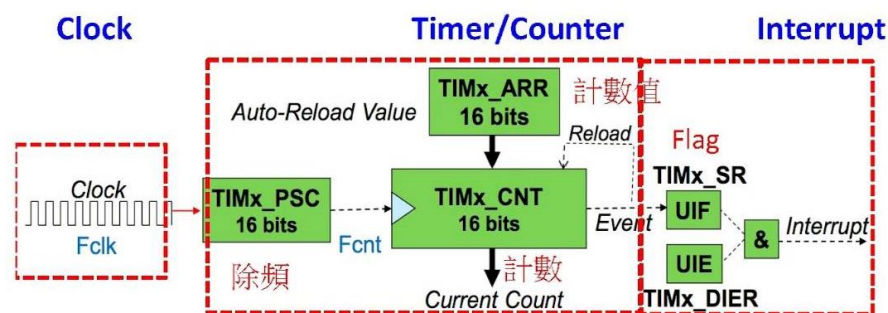 Clock
Timer/Counter
Interrupt
TIMx_ARR
16 bits
計數值
Auto-Reload Value
Reload
Flag
Clock
Fclk
TIMx_PSC
16 bits
除頻
Fcnt
TIMx_CNT
16 bits
Event
計數
Current Count
TIMx_SR
UIF
&
Interrupt
UIE
TIMx_DIER